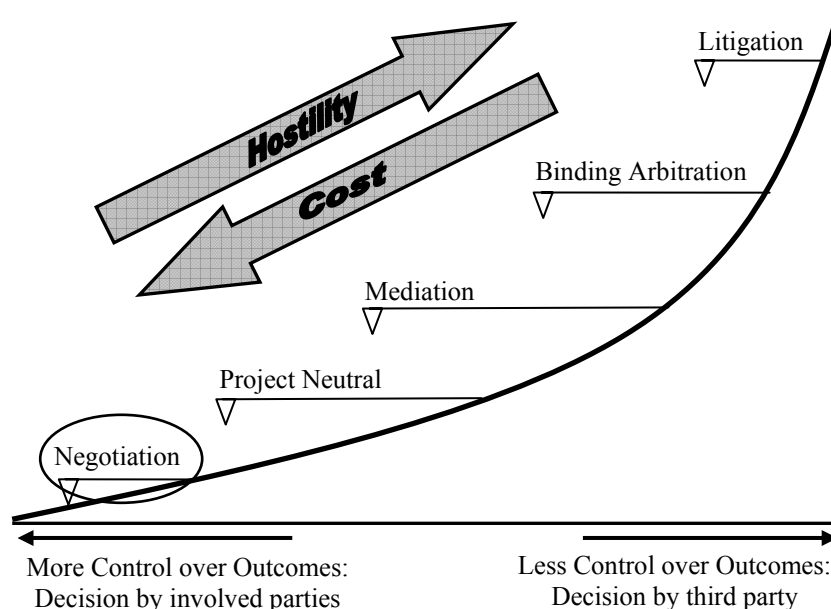 Litigation
Hostility
Binding Arbitration
Cost
Mediation
Project Neutral
Negotiation
More Control over Outcomes:
Decision by involved parties
Less Control over Outcomes:
Decision by third party